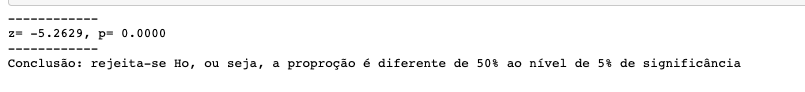 ------------
z= -5.2629, p= 0.0000
------------
Conclusão: rejeita-se Ho, ou seja, a proproção é diferente de 50% ao nível de 5% de significância